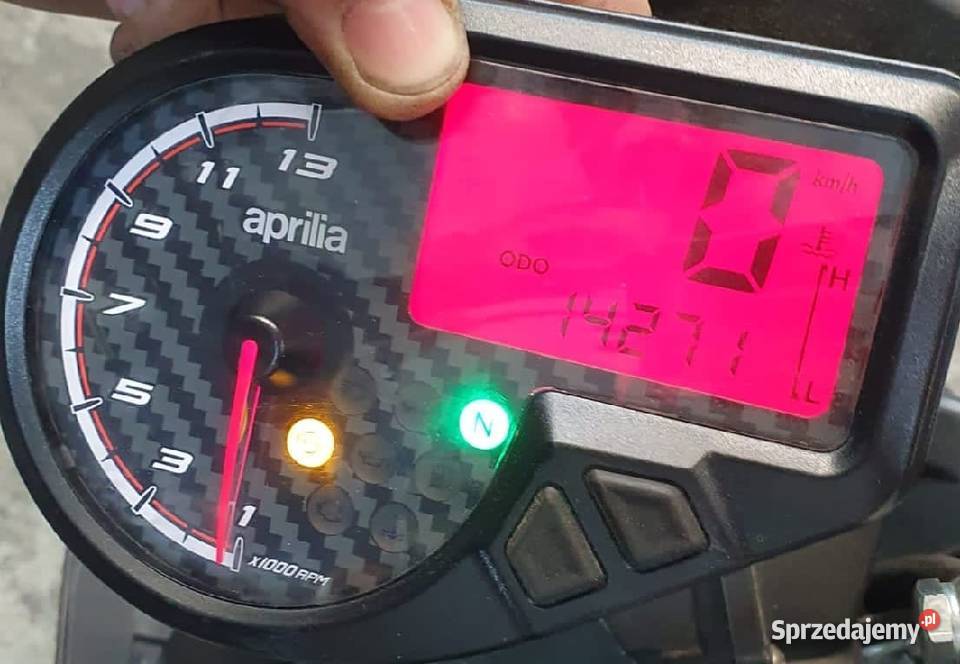 13
11
9
7
5
3
1
x1000 RPM
aprilia
0
km/h
ODO
14271
H
L
N
Sprzedajemy.pl